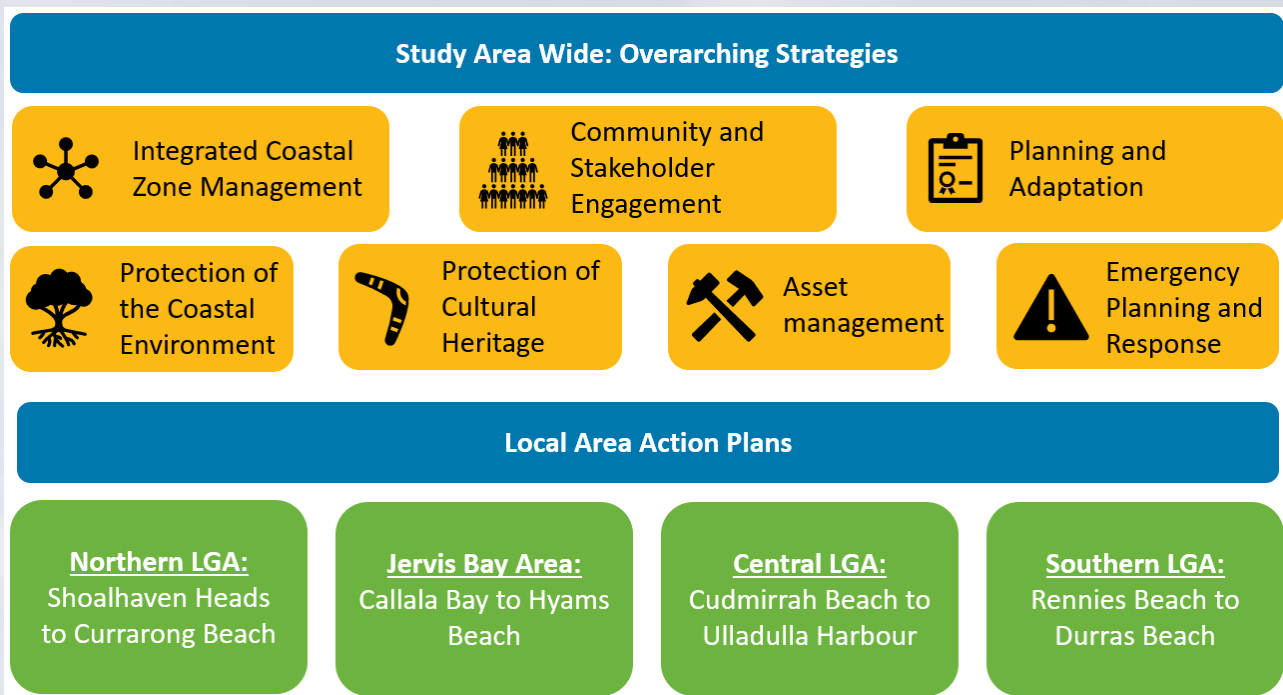 Study Area Wide: Overarching Strategies
Integrated Coastal
Zone Management
Community and
Stakeholder
Engagement
Planning and
Adaptation
Protection of
the Coastal
Environment
Protection of
Cultural
Heritage
Asset
management
Emergency
Planning and
Response
Local Area Action Plans
Northern LGA:
Shoalhaven Heads
to Currarong Beach
Jervis Bay Area:
Callala Bay to Hyams
Beach
Central LGA:
Cudmirrah Beach to
Ulladulla Harbour
Southern LGA:
Rennies Beach to
Durras Beach